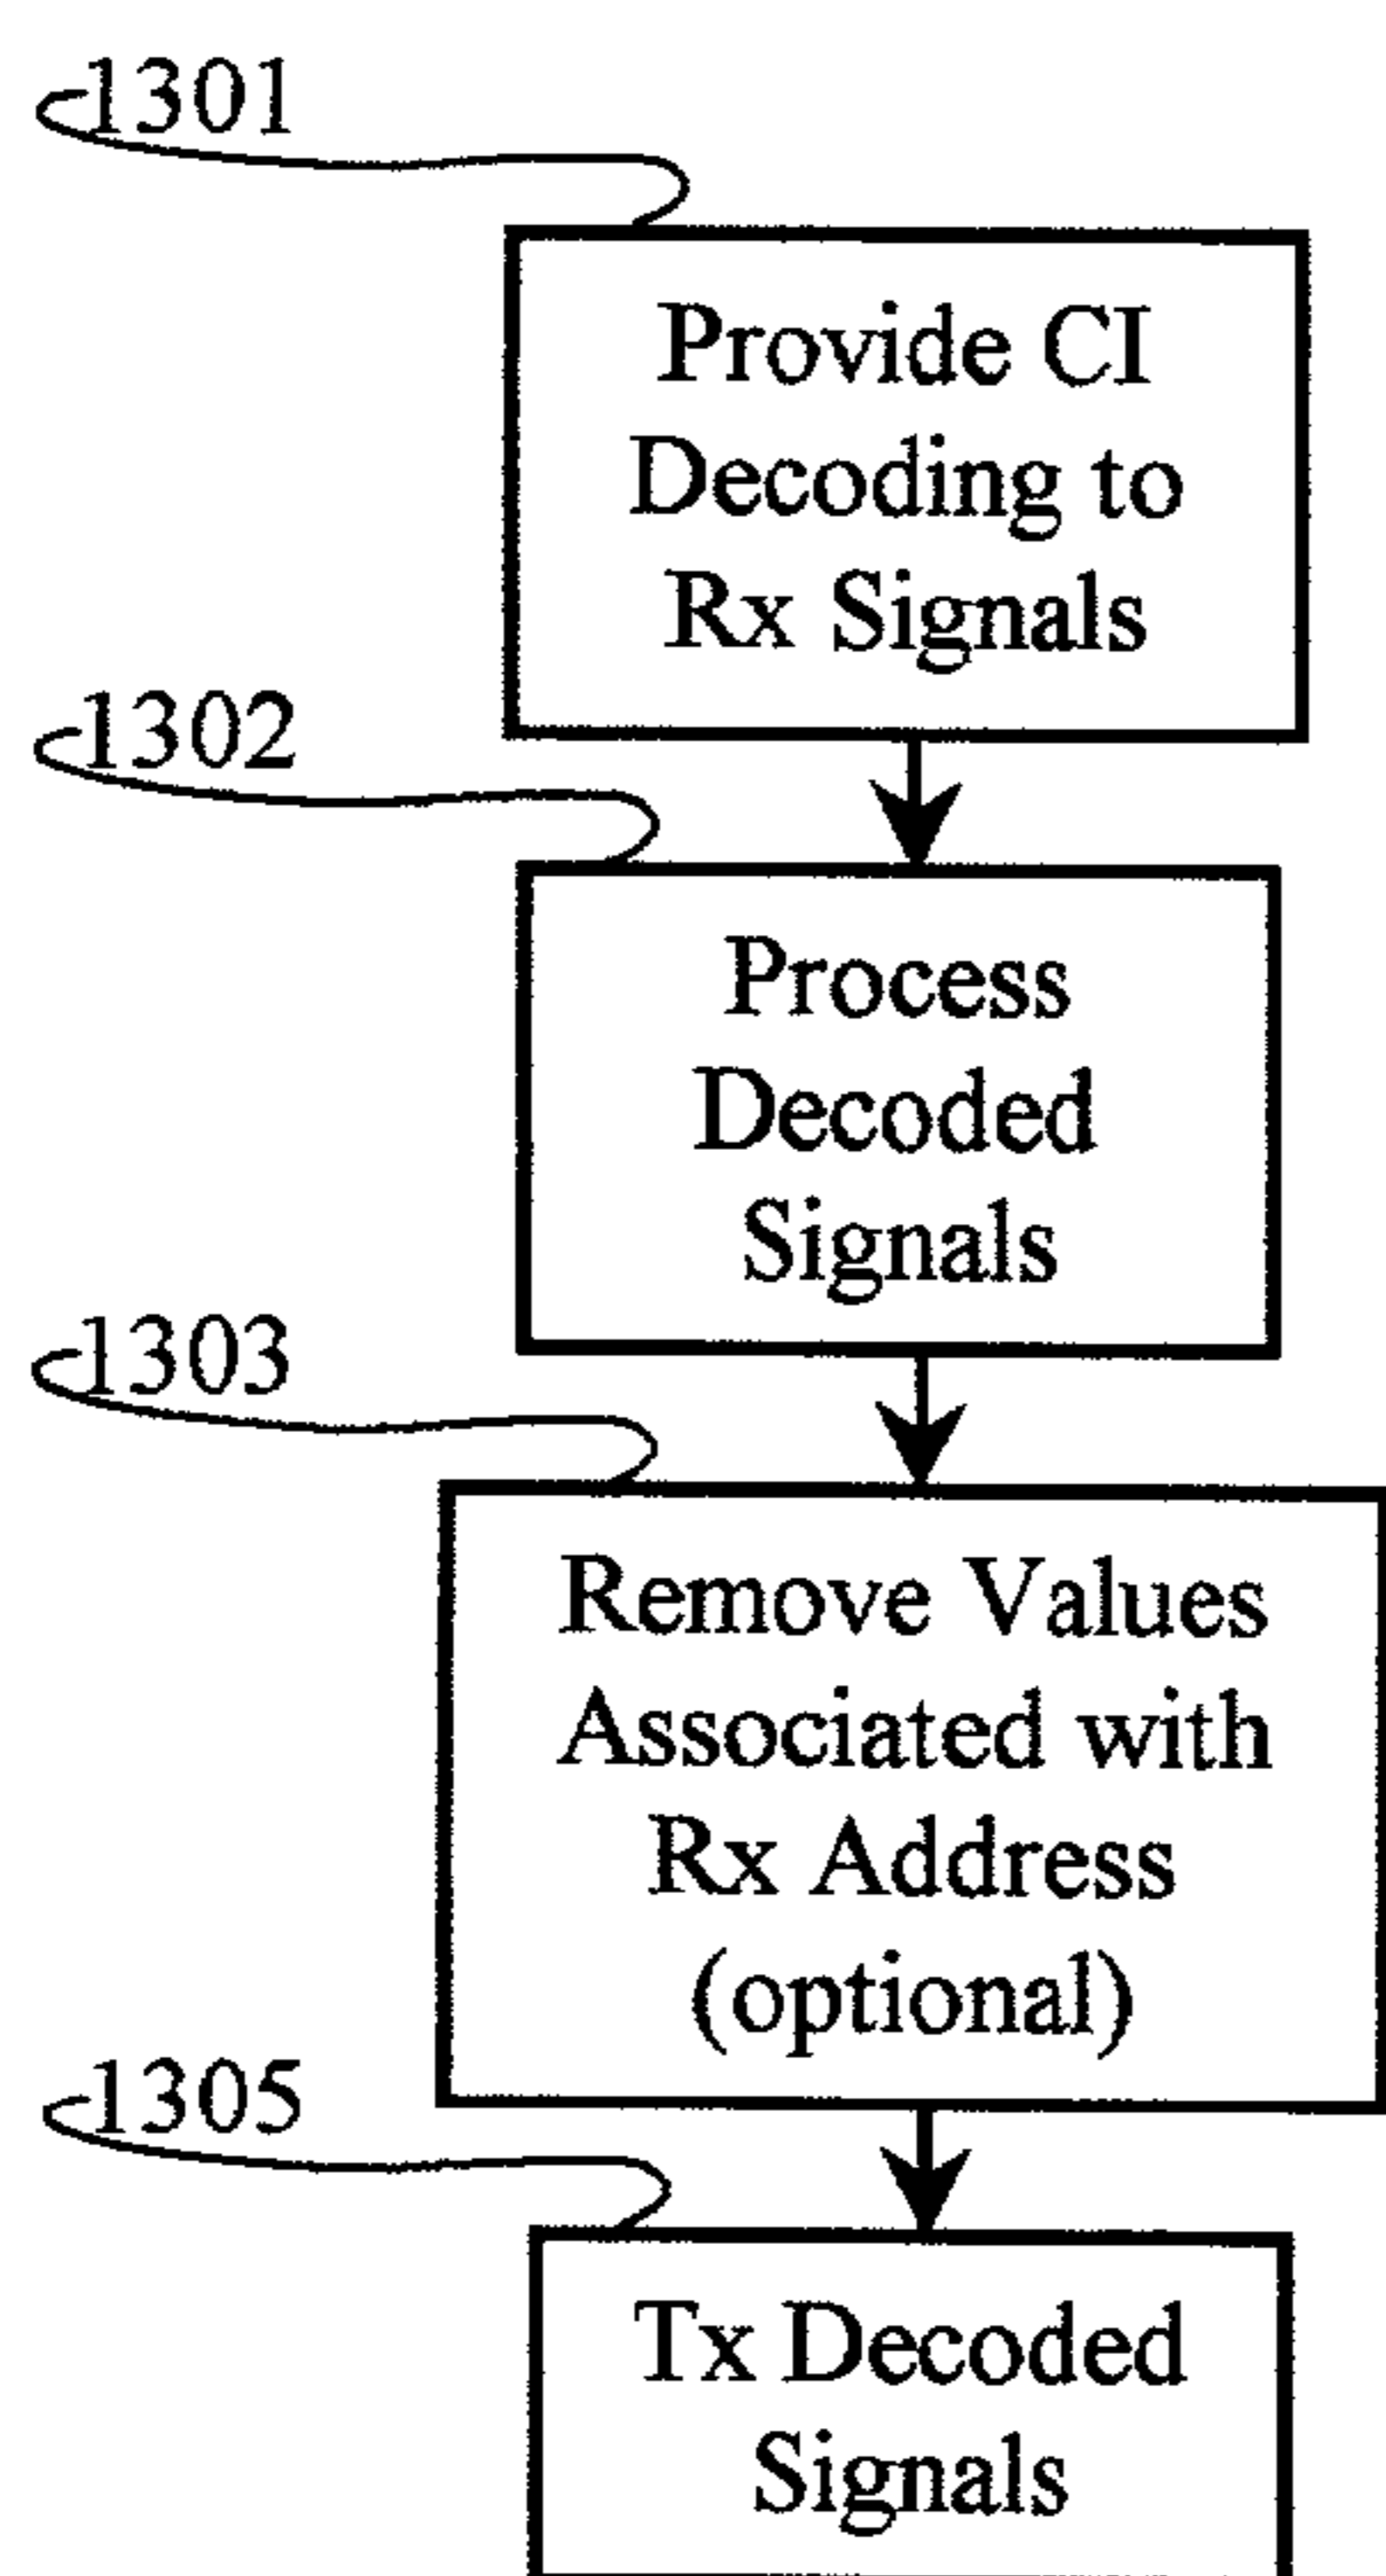 1301
Provide CI
Decoding to
Rx Signals
1302
Process
Decoded
Signals
1303
Remove Values
Associated with
Rx Address
(optional)
1305
Tx Decoded
Signals